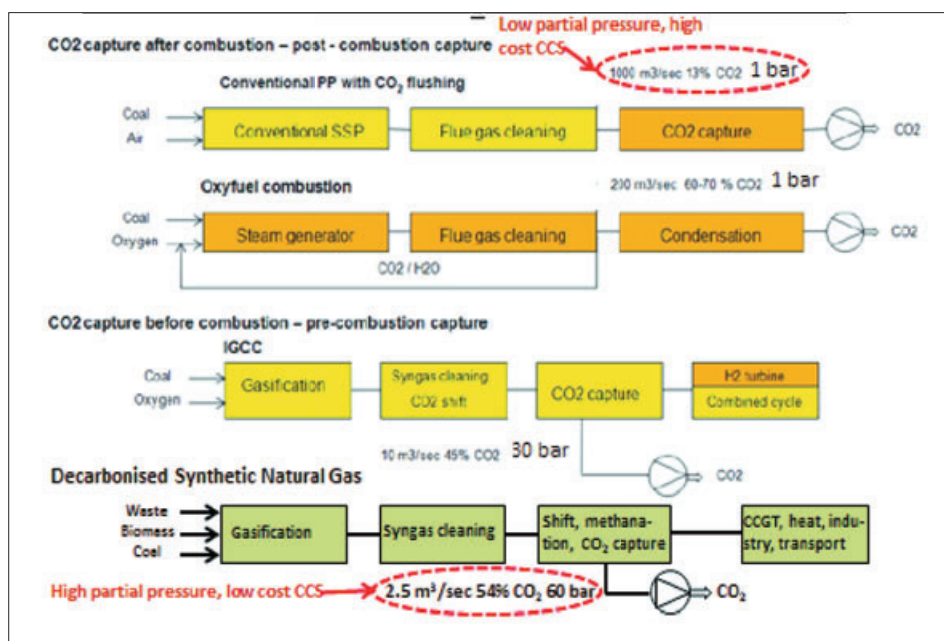 Low partial pressure, high
cost CCS
CO2 capture after combustion – post - combustion capture
1000 m3/sec 13% CO2 1 bar
Conventional PP with CO2 flushing
Coal
Air
Conventional SSP
Flue gas cleaning
CO2 capture
CO2
Oxyfuel combustion
200 m3/sec 60-70 % CO2 1 bar
Coal
Oxygen
Steam generator
Flue gas cleaning
Condensation
CO2
CO2 / H2O
CO2 capture before combustion – pre-combustion capture
IGCC
Coal
Oxygen
Gasification
Syngas cleaning
CO2 shift
CO2 capture
H2 turbine
Combined cycle
10 m3/sec 45% CO2 30 bar
CO2
Decarbonised Synthetic Natural Gas
Waste
Biomess
Coal
Gasification
Syngas cleaning
Shift, methana-
tion, CO2 capture
CCGT, heat, indu-
stry, transport
High partial pressure, low cost CCS
2.5 m³/sec 54% CO2 60 bar
CO2